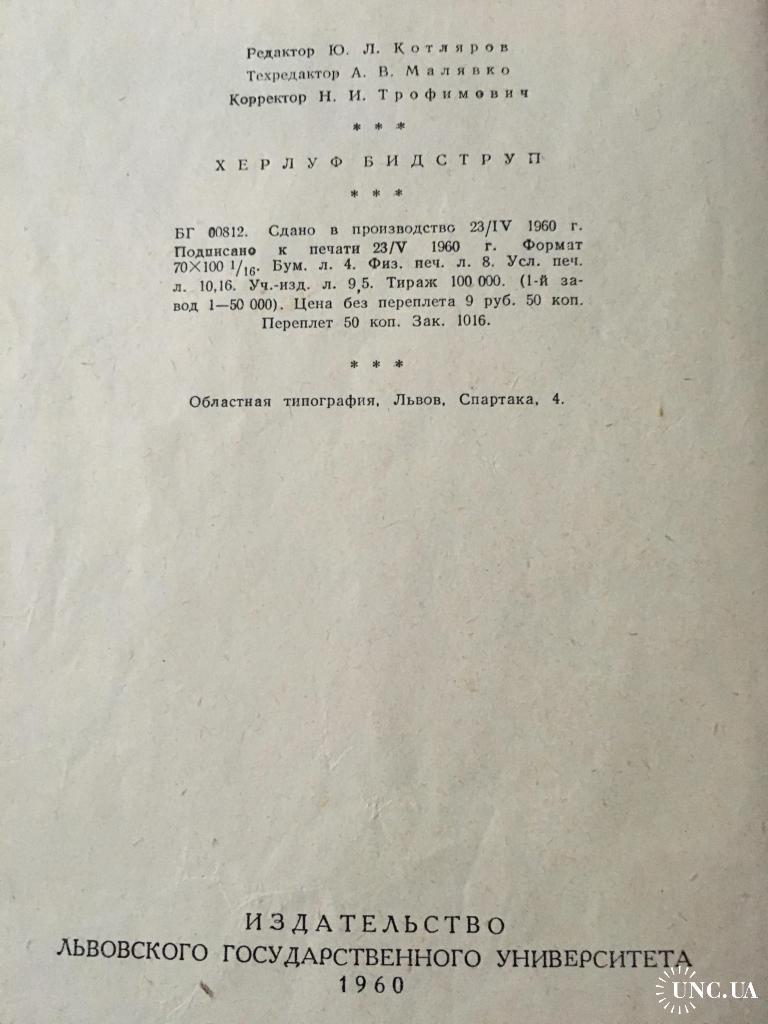 Редактор Ю. Л. Котляров
Техредактор А. В. Малявко
Корректор Н. И. Трофимович
* * *
ХЕРЛУФ БИДСТРУП
* * *
БГ 00812. Сдано в производство 23/IV 1960 г.
Подписано к печати 23/V 1960 г. Формат
70×100 1/16. Бум. л. 4. Физ. печ. л. 8. Усл. печ.
л. 10,16. Уч.-изд. л. 9,5. Тираж 100 000. (1-й за-
вод 1—50 000). Цена без переплета 9 руб. 50 коп.
Переплет 50 коп. Зак. 1016.
* * *
Областная типография, Львов, Спартака, 4.
ИЗДАТЕЛЬСТВО
ЛЬВОВСКОГО ГОСУДАРСТВЕННОГО УНИВЕРСИТЕТА
1960
UNC.UA